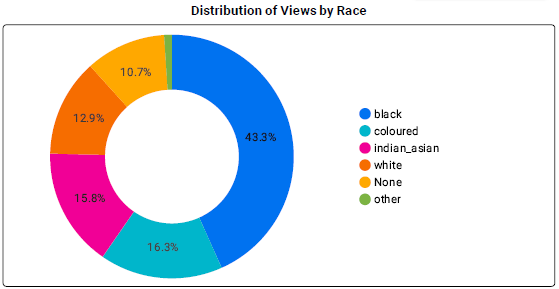 Distribution of Views by Race
10.7%
12.9%
43.3%
15.8%
16.3%
black
coloured
indian_asian
white
None
other